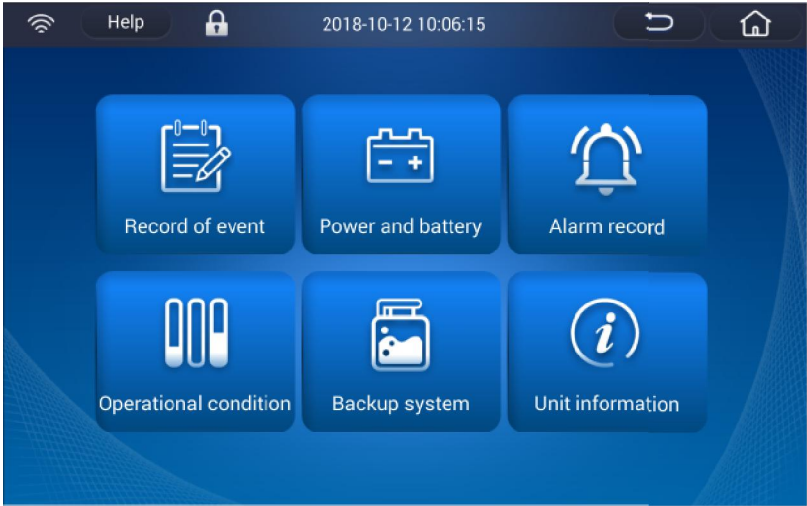 Help
2018-10-12 10:06:15
Record of event
Power and battery
Alarm record
Operational condition
Backup system
Unit information